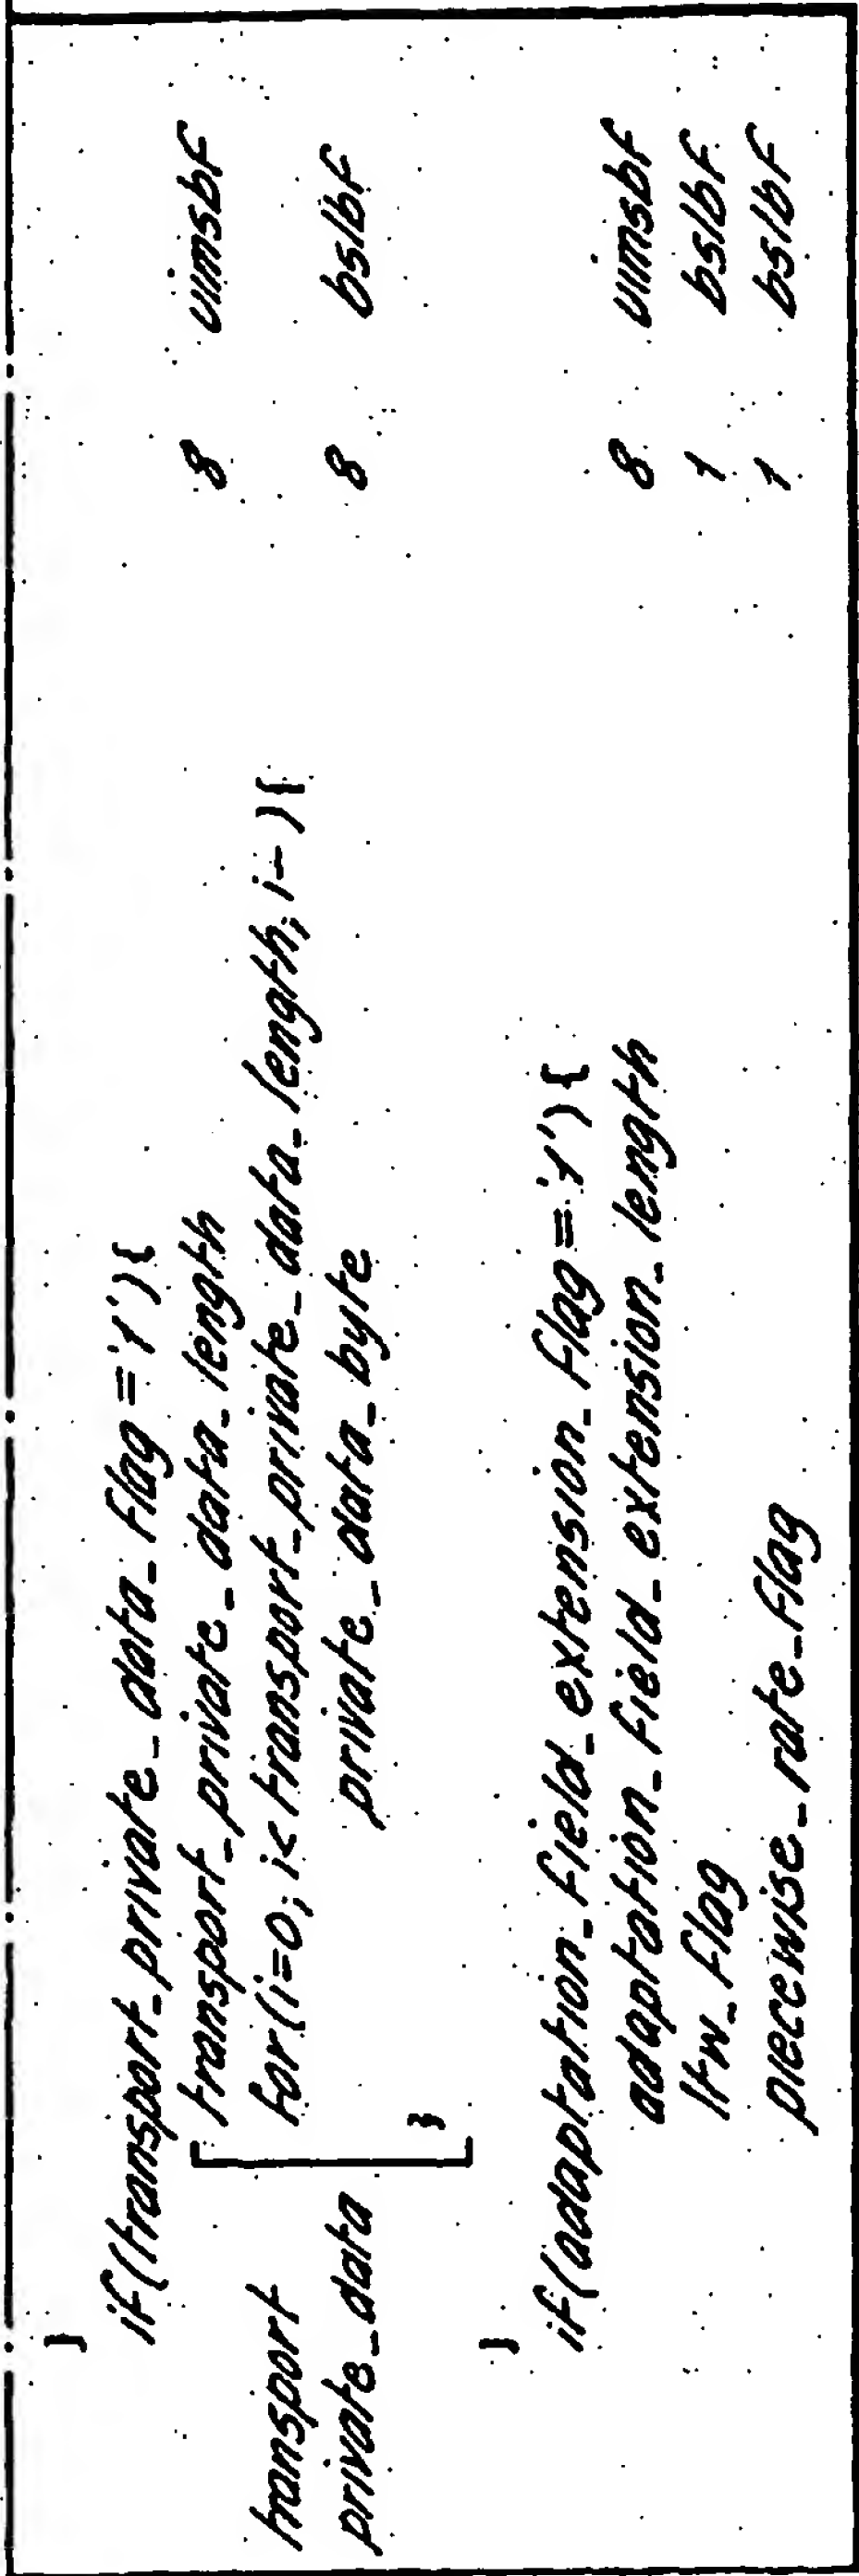 }
if(transport_private_data_flag=='1'){
transport_private_data_length 8 uimsbf
for(i=0; i<transport_private_data_length; i--){
transport private_data_byte 8 bslbf
private_data }
}
if(adaptation_field_extension_flag=='1'){
adaptation_field_extension_length 8 uimsbf
ltw_flag 1 bslbf
piecewise_rate_flag 1 bslbf